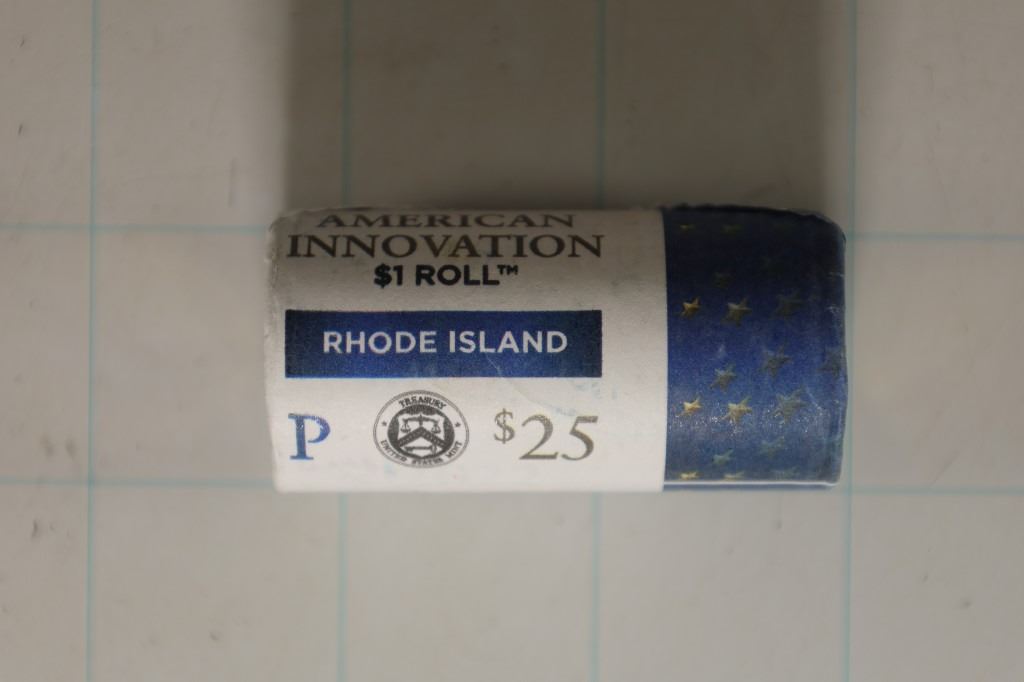 AMERICAN
INNOVATION
$1 ROLL™
RHODE ISLAND
P
TREASURY
UNITED STATES MINT
$25